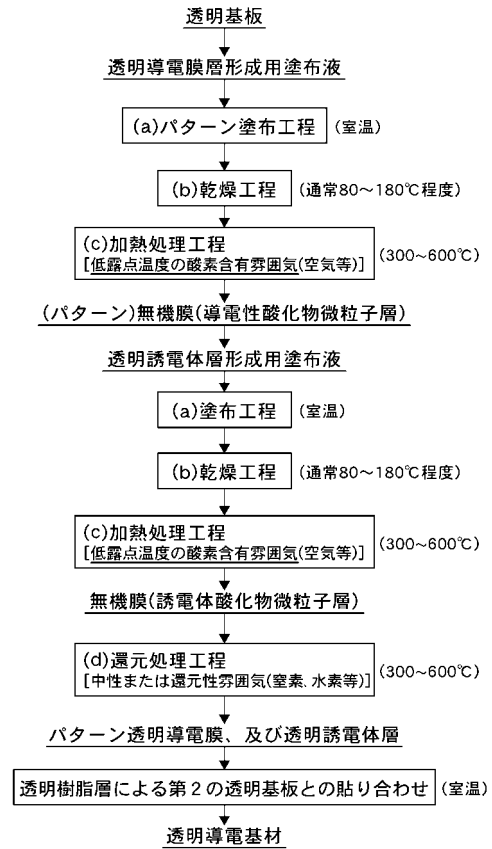 透明基板
透明導電膜層形成用塗布液
(a)パターン塗布工程 (室温)
(b)乾燥工程 (通常80～180℃程度)
(c)加熱処理工程
[低露点温度の酸素含有雰囲気(空気等)] (300~600℃)
(パターン)無機膜(導電性酸化物微粒子層)
透明誘電体層形成用塗布液
(a)塗布工程 (室温)
(b)乾燥工程 (通常80～180℃程度)
(c)加熱処理工程
[低露点温度の酸素含有雰囲気(空気等)] (300~600℃)
無機膜(誘電体酸化物微粒子層)
(d)還元処理工程
[中性または還元性雰囲気(窒素、水素等)] (300~600℃)
パターン透明導電膜、及び透明誘電体層
透明樹脂層による第２の透明基板との貼り合わせ (室温)
透明導電基材